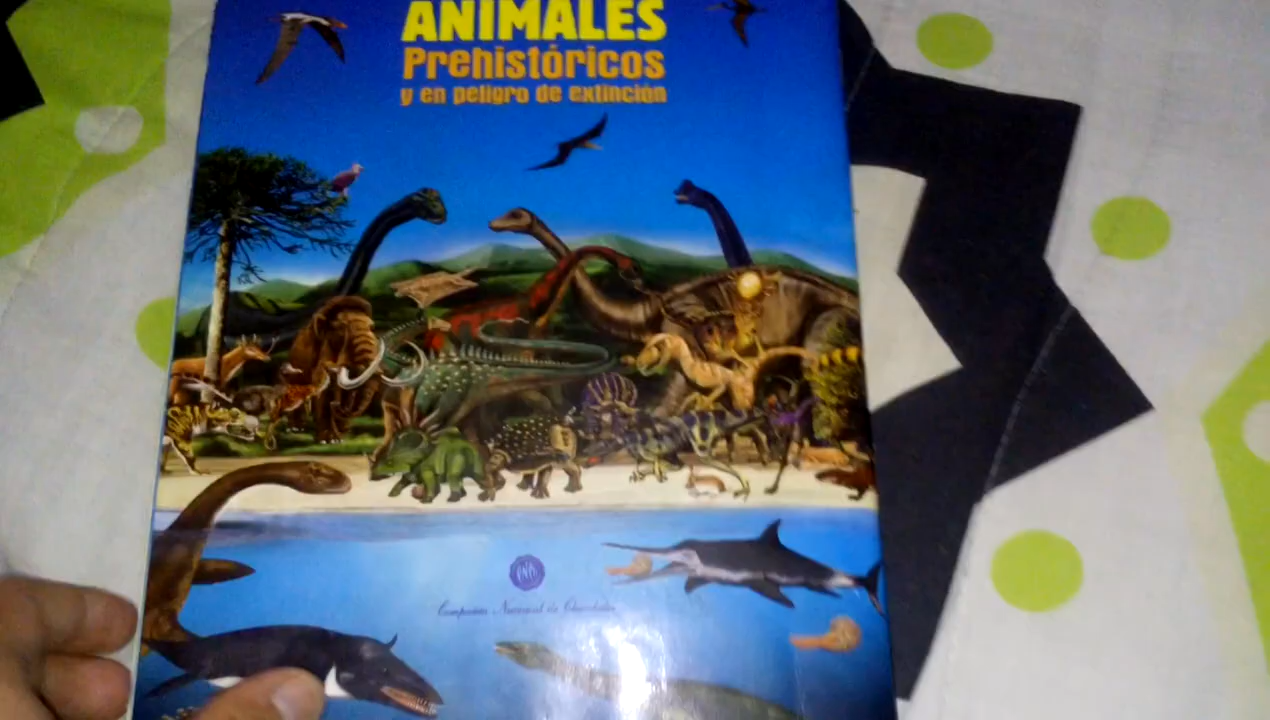 ANIMALES
Prehistóricos
y en peligro de extinción
Compañía Nacional de Chocolates